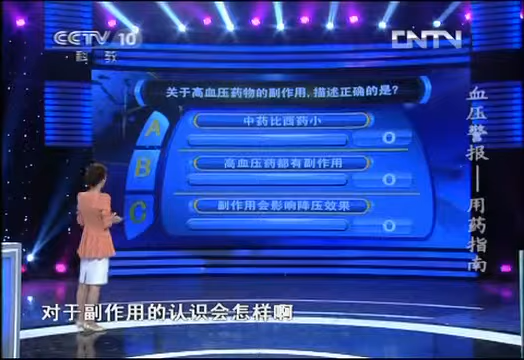 CCTV 10
科教
CNTV
关于高血压药物的副作用,描述正确的是?
A
中药比西药小
0
B
高血压药都有副作用
0
C
副作用会影响降压效果
0
血压警报——用药指南
对于副作用的认识会怎样啊